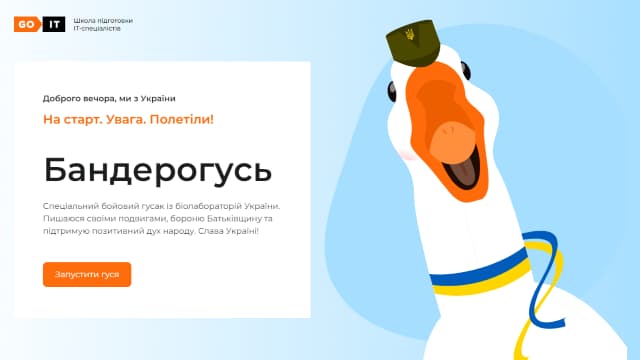 GO IT
Школа підготовки
IT-спеціалістів
Доброго вечора, ми з України
На старт. Увага. Полетіли!
Бандерогусь
Спеціальний бойовий гусак із біолабораторій України.
Пишаюся своїми подвигами, бороню Батьківщину та
підтримую позитивний дух народу. Слава Україні!
Запустити гуся